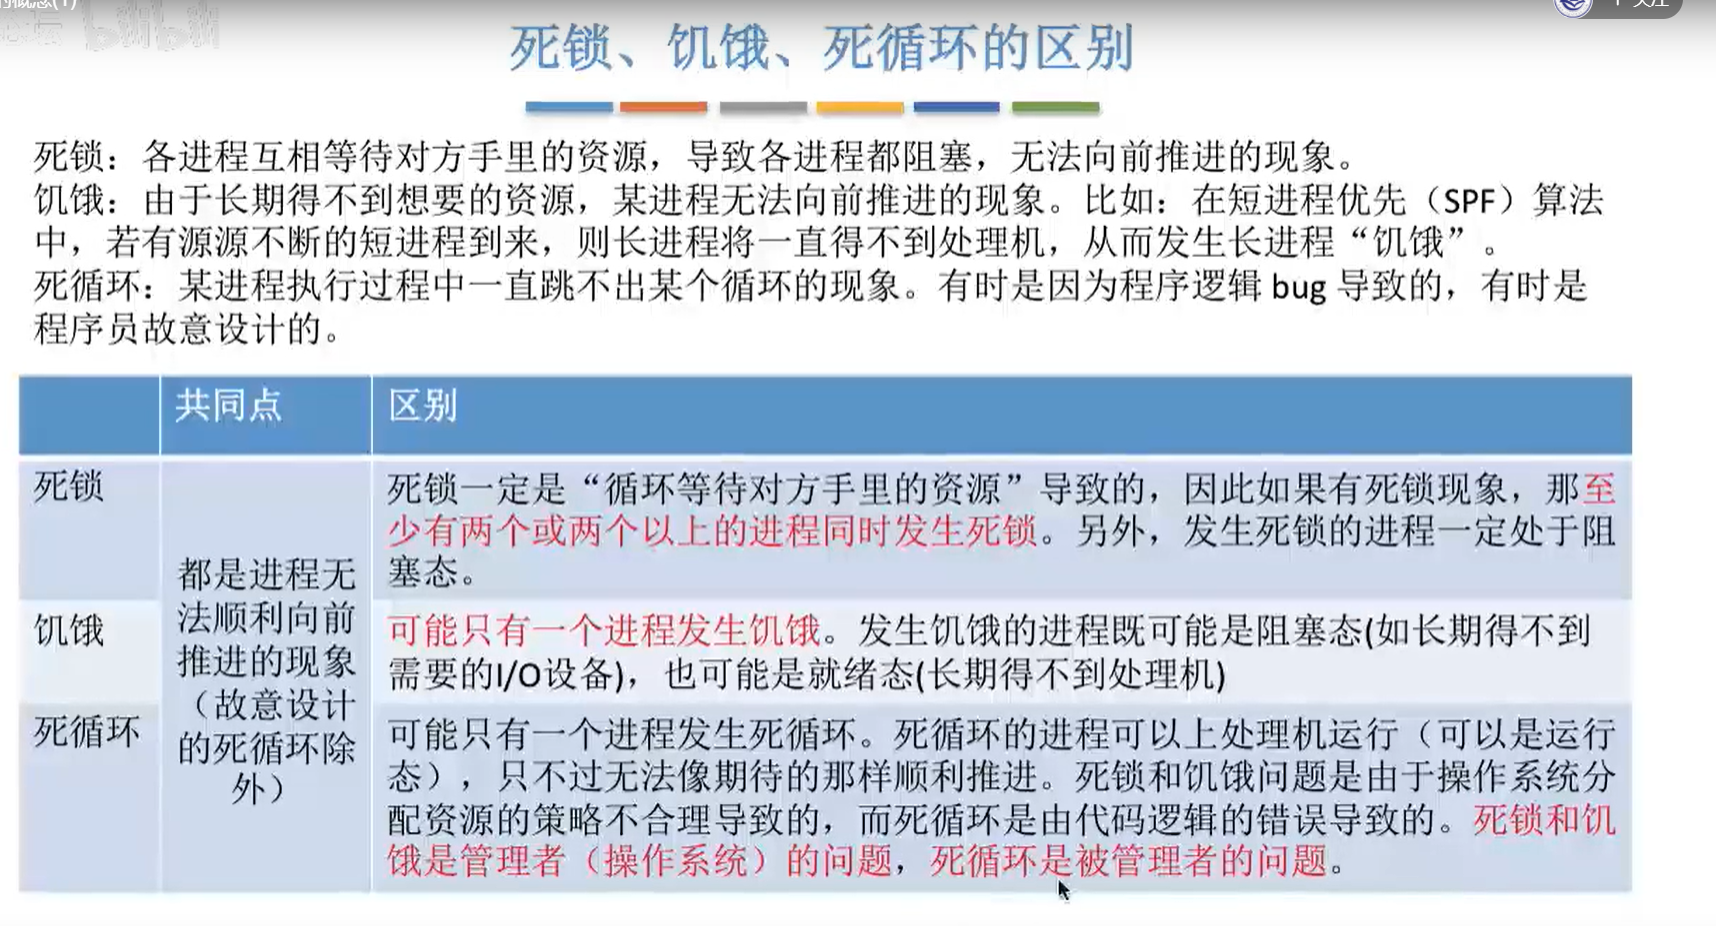 的概念(1)
bilibili
死锁、饥饿、死循环的区别
死锁：各进程互相等待对方手里的资源，导致各进程都阻塞，无法向前推进的现象。
饥饿：由于长期得不到想要的资源，某进程无法向前推进的现象。比如：在短进程优先（SPF）算法
中，若有源源不断的短进程到来，则长进程将一直得不到处理机，从而发生长进程“饥饿”。
死循环：某进程执行过程中一直跳不出某个循环的现象。有时是因为程序逻辑 bug 导致的，有时是
程序员故意设计的。
共同点
区别
死锁
都是进程无
法顺利向前
推进的现象
（故意设计
的死循环除
外）
死锁一定是“循环等待对方手里的资源”导致的，因此如果有死锁现象，那至
少有两个或两个以上的进程同时发生死锁。另外，发生死锁的进程一定处于阻
塞态。
饥饿
可能只有一个进程发生饥饿。发生饥饿的进程既可能是阻塞态(如长期得不到
需要的I/O设备)，也可能是就绪态(长期得不到处理机)
死循环
可能只有一个进程发生死循环。死循环的进程可以上处理机运行（可以是运行
态），只不过无法像期待的那样顺利推进。死锁和饥饿问题是由于操作系统分
配资源的策略不合理导致的，而死循环是由代码逻辑的错误导致的。死锁和饥
饿是管理者（操作系统）的问题，死循环是被管理者的问题。